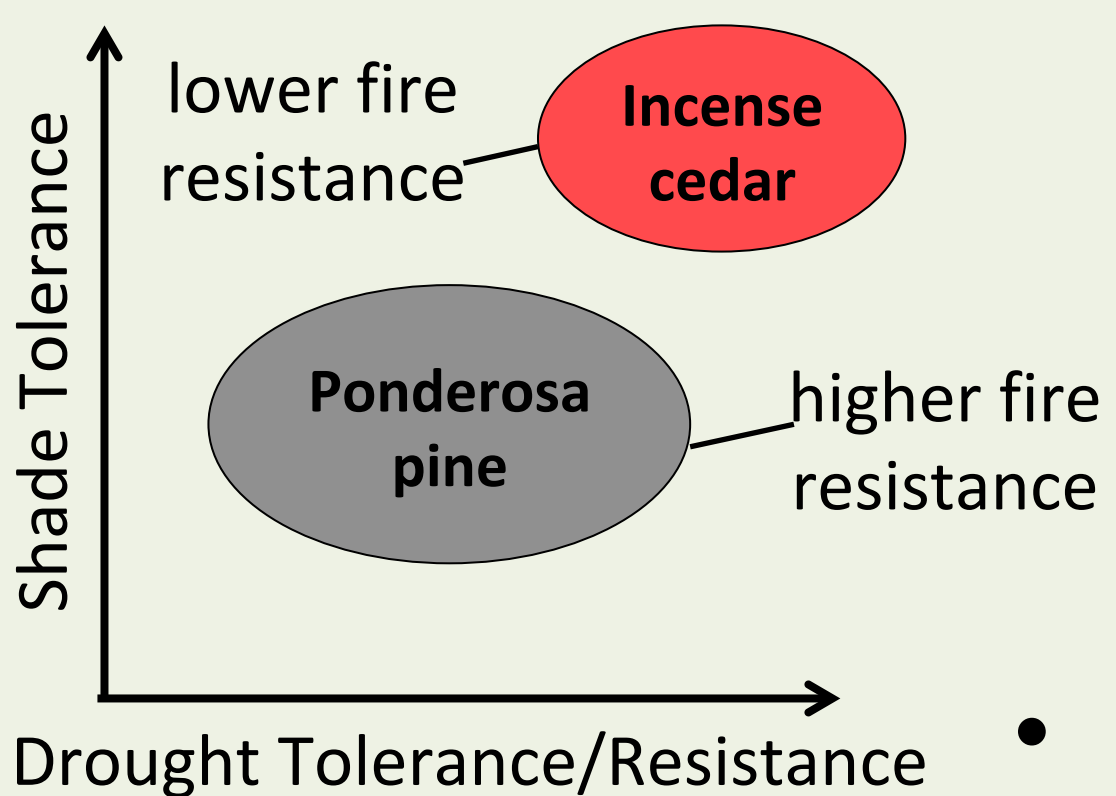 lower fire
resistance
Incense
cedar
Ponderosa
pine
higher fire
resistance
Shade Tolerance
Drought Tolerance/Resistance
•